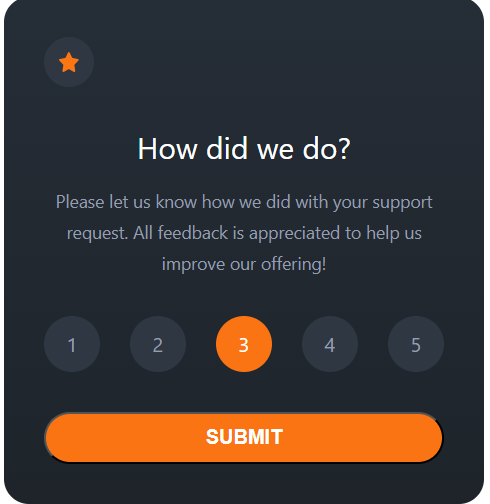 How did we do?
Please let us know how we did with your support
request. All feedback is appreciated to help us
improve our offering!
1 2 3 4 5
SUBMIT